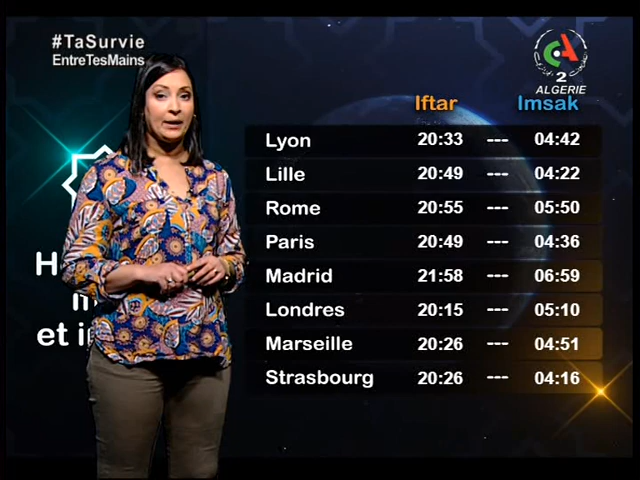 #TaSurvie
EntreTesMains
2
ALGERIE
Iftar Imsak
Lyon 20:33 --- 04:42
Lille 20:49 --- 04:22
Rome 20:55 --- 05:50
Paris 20:49 --- 04:36
Madrid 21:58 --- 06:59
Londres 20:15 --- 05:10
Marseille 20:26 --- 04:51
Strasbourg 20:26 --- 04:16
et